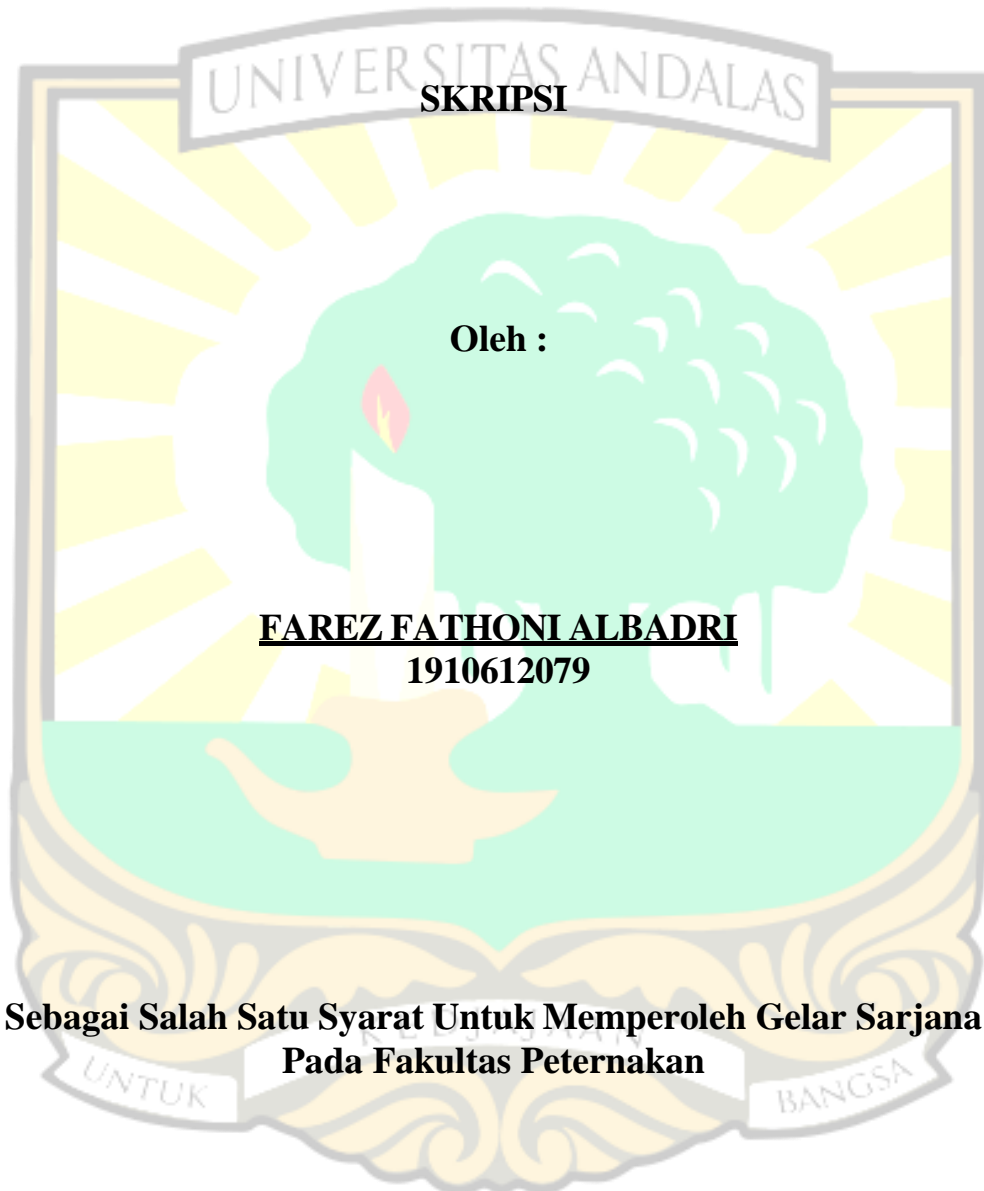 UNIVERSITAS ANDALAS
SKRIPSI
Oleh :
FAREZ FATHONI ALBADRI
1910612079
Sebagai Salah Satu Syarat Untuk Memperoleh Gelar Sarjana
Pada Fakultas Peternakan
UNTUK
BANGSA